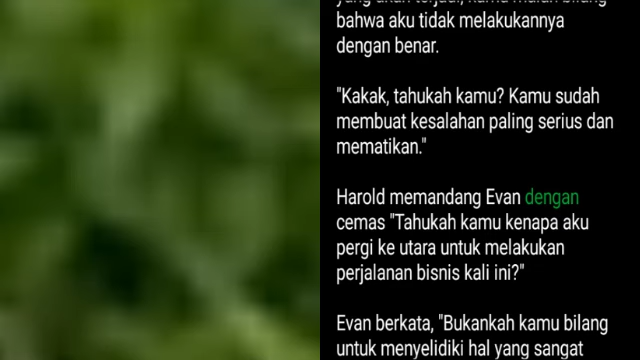 bahwa aku tidak melakukannya
dengan benar.
"Kakak, tahukah kamu? Kamu sudah
membuat kesalahan paling serius dan
mematikan."
Harold memandang Evan dengan
cemas "Tahukah kamu kenapa aku
pergi ke utara untuk melakukan
perjalanan bisnis kali ini?"
Evan berkata, "Bukankah kamu bilang
untuk menyelidiki hal yang sangat